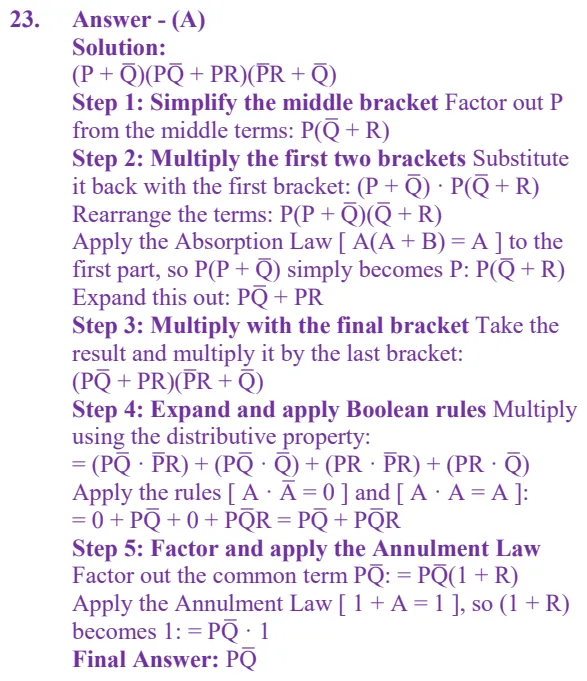 23. Answer - (A)
Solution:
(P + Q̅)(PQ̅ + PR)(P̅R + Q̅)
Step 1: Simplify the middle bracket Factor out P
from the middle terms: P(Q̅ + R)
Step 2: Multiply the first two brackets Substitute
it back with the first bracket: (P + Q̅) · P(Q̅ + R)
Rearrange the terms: P(P + Q̅)(Q̅ + R)
Apply the Absorption Law [ A(A + B) = A ] to the
first part, so P(P + Q̅) simply becomes P: P(Q̅ + R)
Expand this out: PQ̅ + PR
Step 3: Multiply with the final bracket Take the
result and multiply it by the last bracket:
(PQ̅ + PR)(P̅R + Q̅)
Step 4: Expand and apply Boolean rules Multiply
using the distributive property:
= (PQ̅ · P̅R) + (PQ̅ · Q̅) + (PR · P̅R) + (PR · Q̅)
Apply the rules [ A · A̅ = 0 ] and [ A · A = A ]:
= 0 + PQ̅ + 0 + PQ̅R = PQ̅ + PQ̅R
Step 5: Factor and apply the Annulment Law
Factor out the common term PQ̅: = PQ̅(1 + R)
Apply the Annulment Law [ 1 + A = 1 ], so (1 + R)
becomes 1: = PQ̅ · 1
Final Answer: PQ̅